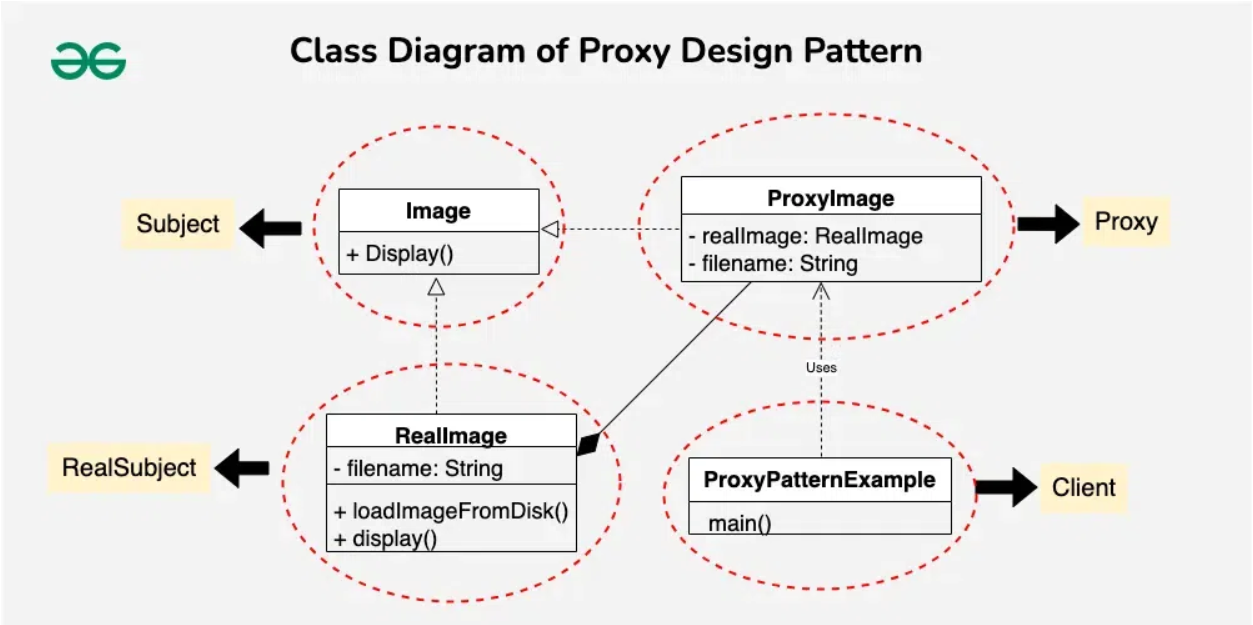 Class Diagram of Proxy Design Pattern
Subject
Image
+ Display()
ProxyImage
- realImage: RealImage
- filename: String
Proxy
Uses
RealSubject
RealImage
- filename: String
+ loadImageFromDisk()
+ display()
ProxyPatternExample
main()
Client